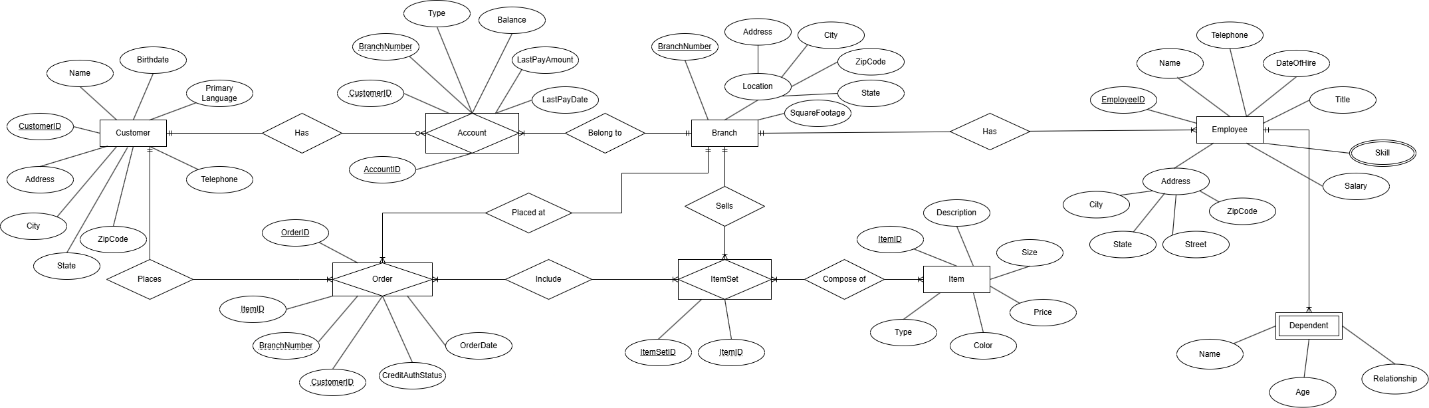 Type
Balance
BranchNumber
LastPayAmount
CustomerID
LastPayDate
Account
AccountID
Name
Birthdate
Primary
Language
CustomerID
Customer
Address
Telephone
City
ZipCode
State
Has
Belong to
BranchNumber
Address
City
ZipCode
Location
State
SquareFootage
Branch
Has
Telephone
Name
DateOfHire
EmployeeID
Title
Employee
Skill
Salary
Address
City
ZipCode
State
Street
Placed at
Sells
OrderID
Places
Order
Include
ItemSet
Compose of
Item
ItemID
Description
Size
Price
Type
Color
ItemID
BranchNumber
CustomerID
CreditAuthStatus
OrderDate
ItemSetID
ItemID
Dependent
Name
Age
Relationship